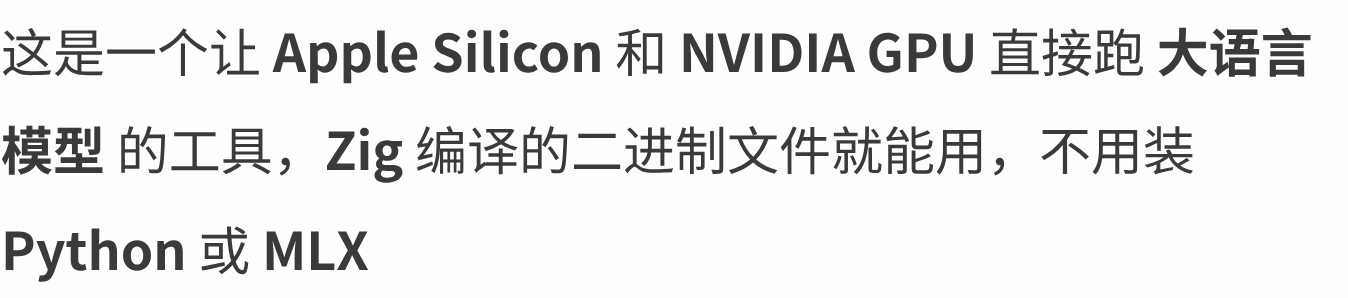 这是一个让 Apple Silicon 和 NVIDIA GPU 直接跑 大语言
模型 的工具，Zig 编译的二进制文件就能用，不用装
Python 或 MLX